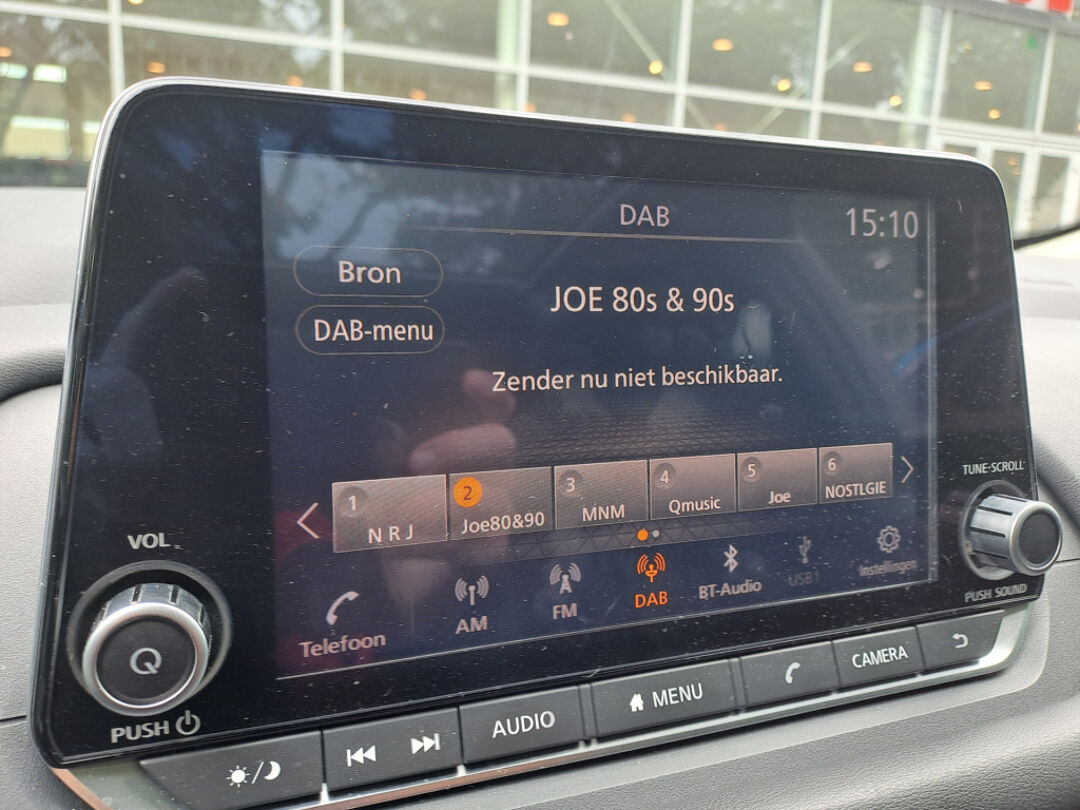 DAB
15:10
Bron
JOE 80s & 90s
DAB-menu
Zender nu niet beschikbaar.
1
N R J
2
Joe80&90
3
MNM
4
Qmusic
5
Joe
6
NOSTLGIE
Telefoon
AM
FM
DAB
BT-Audio
USB1
Instellingen
VOL
PUSH
TUNE·SCROLL
PUSH SOUND
AUDIO
MENU
CAMERA